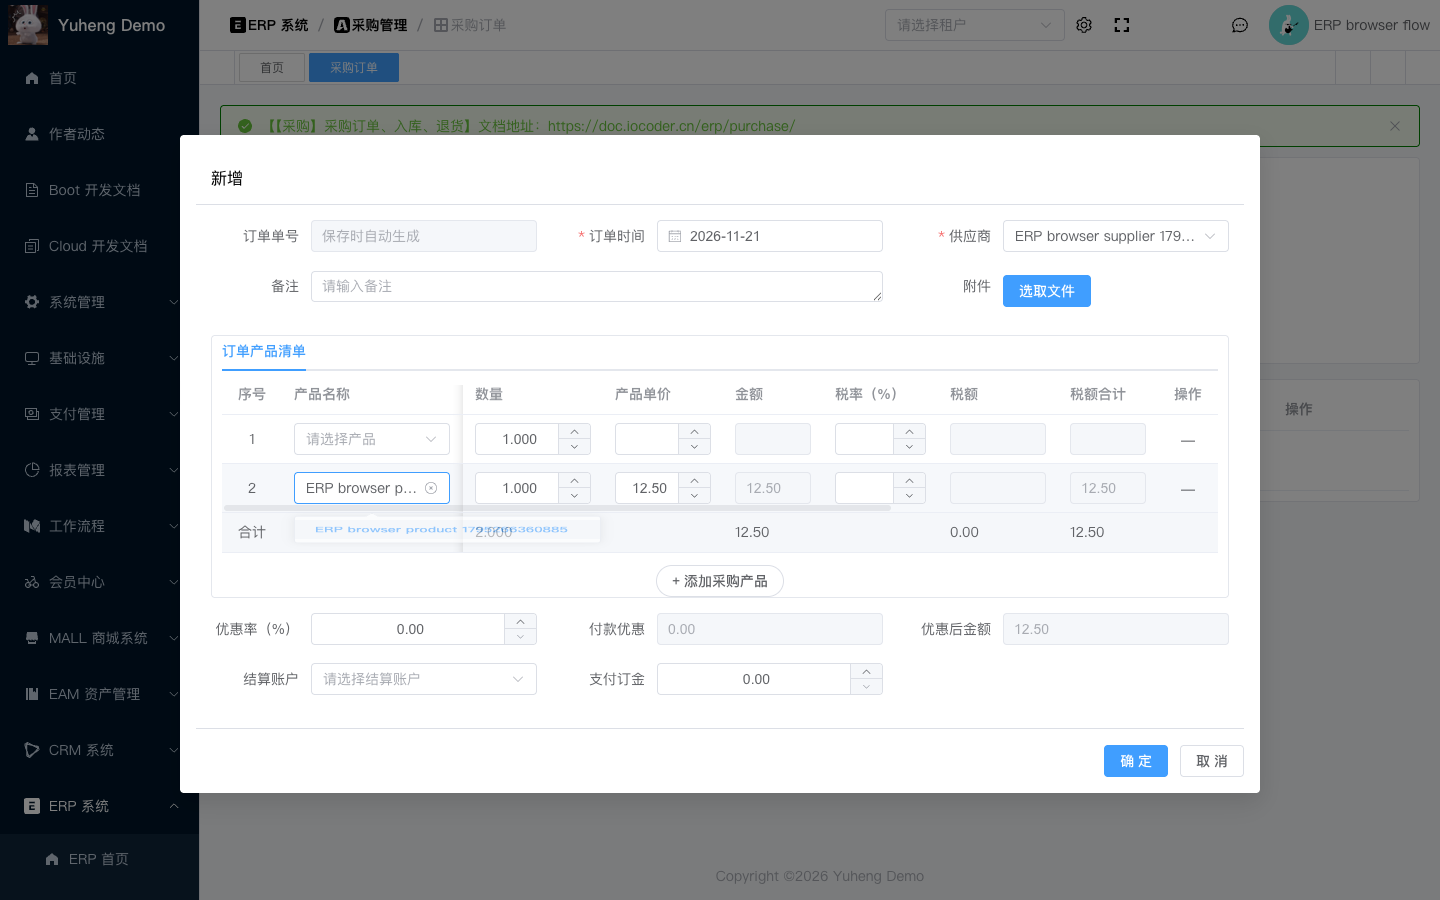 Yuheng Demo
ERP 系统 / 采购管理 / 采购订单
请选择租户
ERP browser flow
首页
采购订单
首页
作者动态
Boot 开发文档
Cloud 开发文档
系统管理
基础设施
支付管理
报表管理
工作流程
会员中心
MALL 商城系统
EAM 资产管理
CRM 系统
ERP 系统
ERP 首页
【【采购】采购订单、入库、退货】文档地址：https://doc.iocoder.cn/erp/purchase/
操作
新增
订单单号 保存时自动生成 * 订单时间 2026-11-21 * 供应商 ERP browser supplier 179...
备注 请输入备注 附件 选取文件
订单产品清单
序号 产品名称 数量 产品单价 金额 税率（%） 税额 税额合计 操作
1 请选择产品 1.000 —
2 ERP browser p... 1.000 12.50 12.50 12.50 —
合计 2.000 12.50 0.00 12.50
+ 添加采购产品
优惠率（%） 0.00 付款优惠 0.00 优惠后金额 12.50
结算账户 请选择结算账户 支付订金 0.00
确 定 取 消
ERP browser product
Copyright ©2026 Yuheng Demo